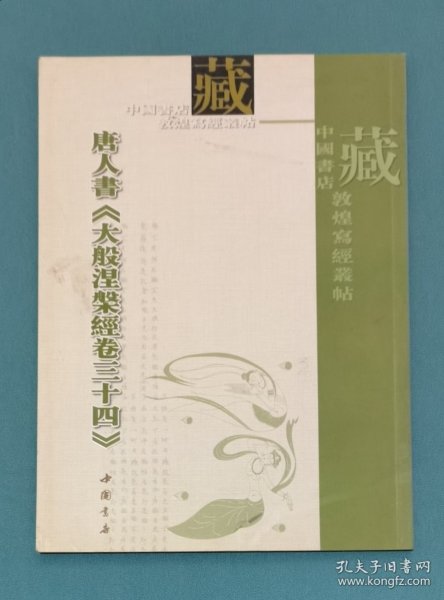 藏
中國書店
敦煌寫經叢帖
唐人書《大般涅槃經卷三十四》
中国书店
藏
中國書店
敦煌寫經叢帖
孔夫子旧书网
www.kongfz.com